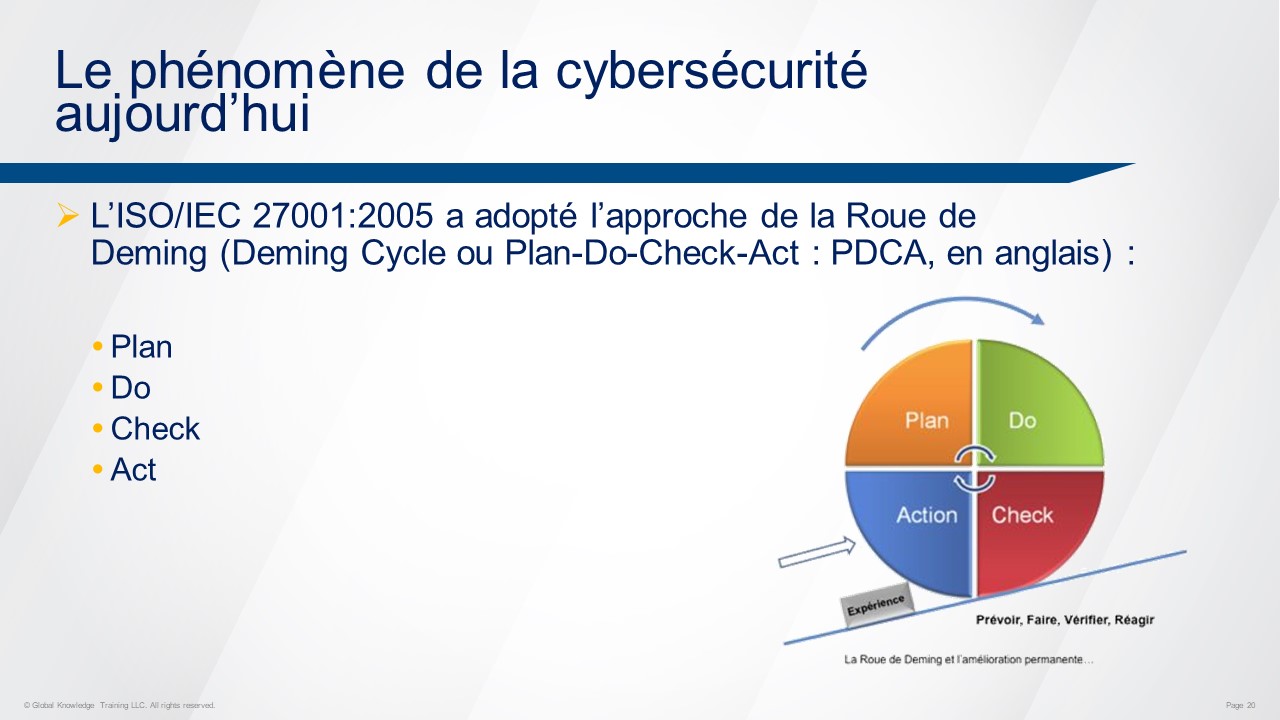 Le phénomène de la cybersécurité
aujourd’hui
L’ISO/IEC 27001:2005 a adopté l’approche de la Roue de
Deming (Deming Cycle ou Plan-Do-Check-Act : PDCA, en anglais) :
Plan
Do
Check
Act
Plan
Do
Action
Check
Expérience
Prévoir, Faire, Vérifier, Réagir
La Roue de Deming et l’amélioration permanente…
© Global Knowledge Training LLC. All rights reserved.
Page 20